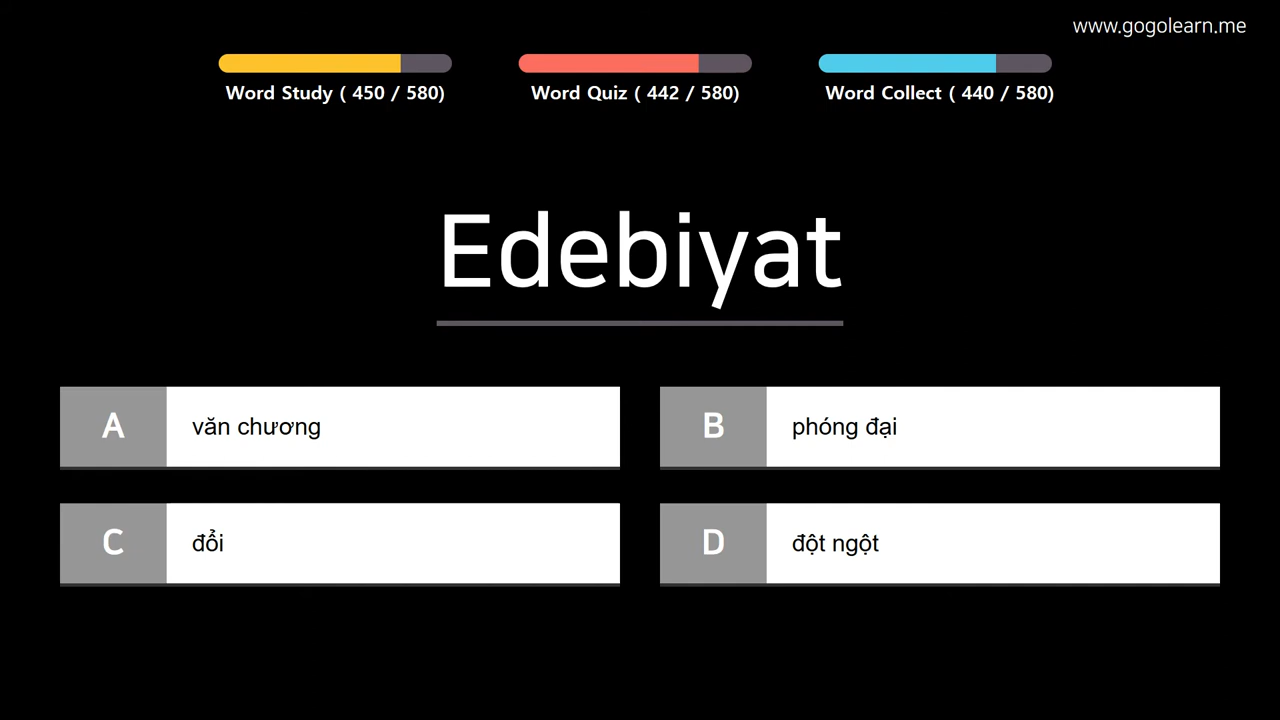 www.gogolearn.me
Word Study ( 450 / 580)
Word Quiz ( 442 / 580)
Word Collect ( 440 / 580)
Edebiyat
A
văn chương
B
phóng đại
C
đổi
D
đột ngột